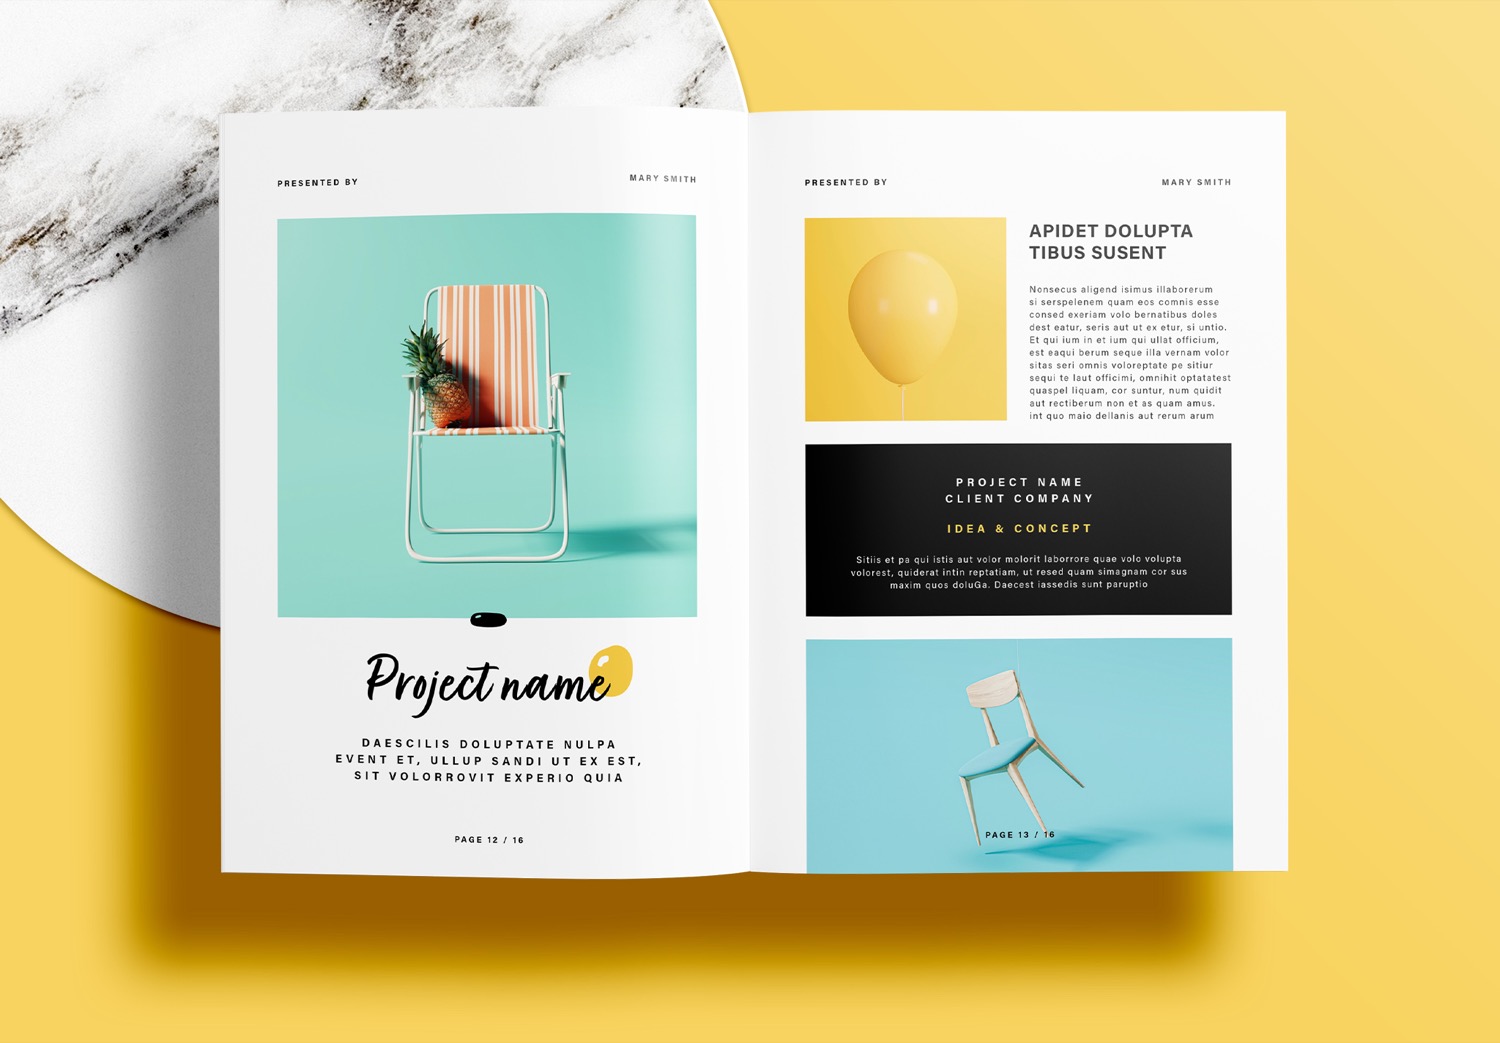 PRESENTED BY
MARY SMITH
Project name
DAESCILIS DOLUPTATE NULPA
EVENT ET, ULLUP SANDI UT EX EST,
SIT VOLORROVIT EXPERIO QUIA
PAGE 12 / 16
PRESENTED BY
MARY SMITH
APIDET DOLUPTA
TIBUS SUSENT
Nonsecus aligend isimus illaborerum
si serspelenem quam eos comnis esse
consed exeriam volo bernatibus doles
dest eatur, seris aut ut ex etur, si untio.
Et qui ium in et ium qui ullat officium,
est eaqui berum seque illa vernam volor
sitas seri omnis voloreptate pe sitiur
sequi te laut officimi, omnihit optatatest
quaspel liquam, cor suntur, num quidit
aut rectiberum non et as quam amus.
int quo maio dellanis aut rerum arum
PROJECT NAME
CLIENT COMPANY
IDEA & CONCEPT
Sitiis et pa qui istis aut volor molorit laborrore quae volo volupta
volorest, quiderat intin reptatiam, ut resed quam simagnam cor sus
maxim quos doluGa. Daecest iassedis sunt paruptio
PAGE 13 / 16